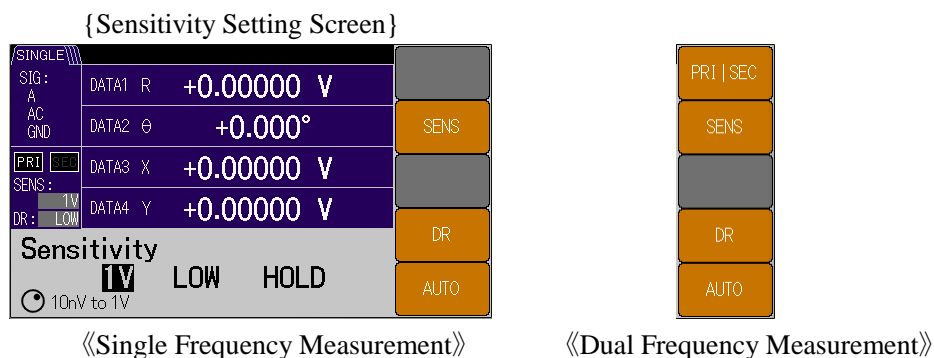 {Sensitivity Setting Screen}
SINGLE
SIG:
A
AC
GND
PRI SEC
SENS:
1V
DR: LOW
DATA1 R +0.00000 V
DATA2 θ +0.000°
DATA3 X +0.00000 V
DATA4 Y +0.00000 V
Sensitivity
1V LOW HOLD
10nV to 1V
SENS
DR
AUTO
PRI|SEC
SENS
DR
AUTO
《Single Frequency Measurement》
《Dual Frequency Measurement》